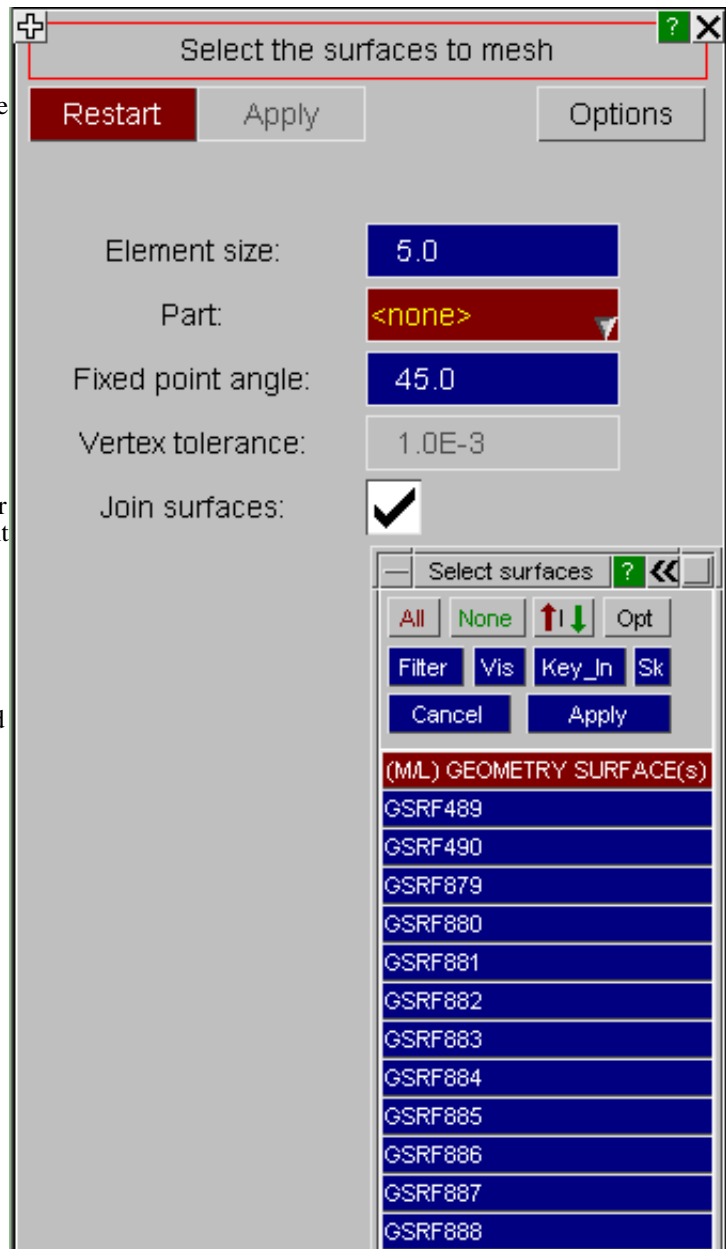 ?
Select the surfaces to mesh
Restart Apply Options
Element size: 5.0
Part: <none>
Fixed point angle: 45.0
Vertex tolerance: 1.0E-3
Join surfaces:
Select surfaces ?
All None Opt
Filter Vis Key_In Sk
Cancel Apply
(M/L) GEOMETRY SURFACE(s)
GSRF489
GSRF490
GSRF879
GSRF880
GSRF881
GSRF882
GSRF883
GSRF884
GSRF885
GSRF886
GSRF887
GSRF888